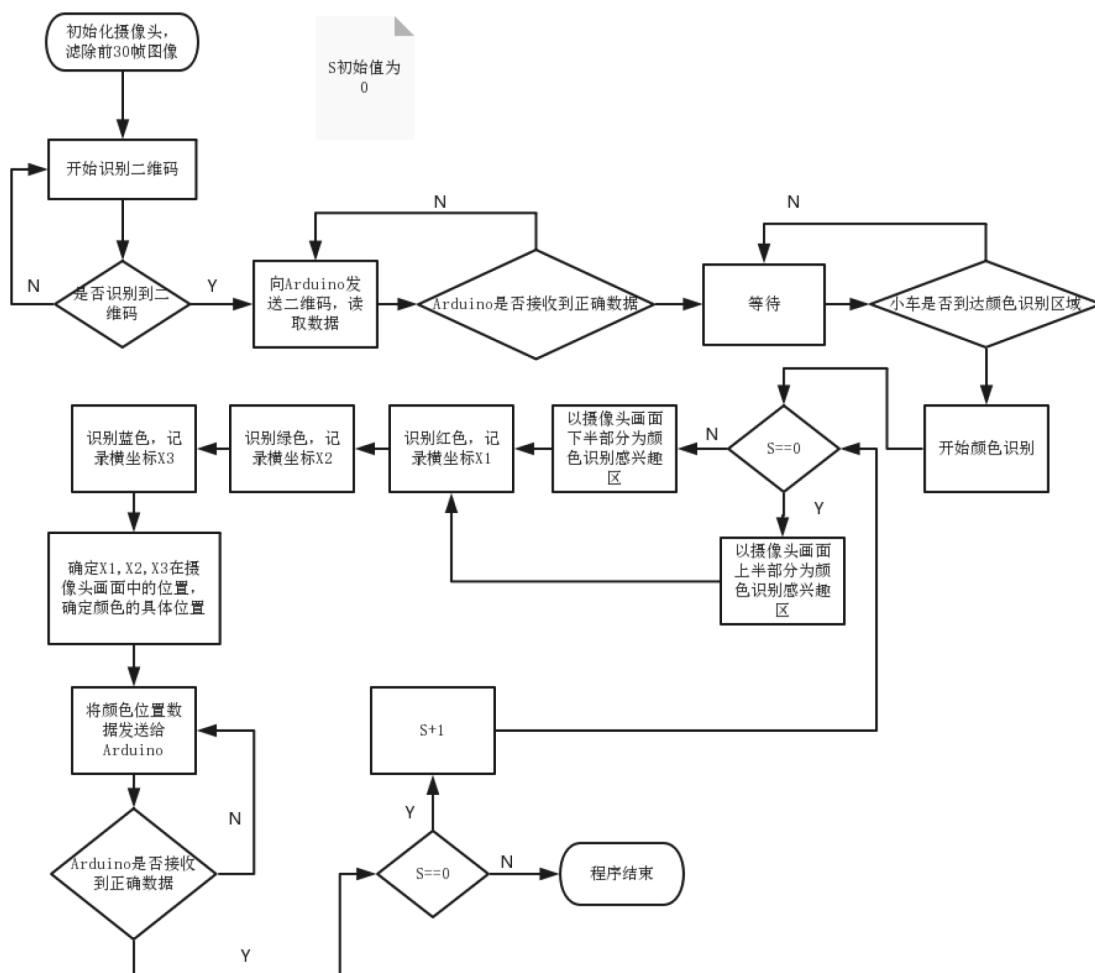 初始化摄像头，
滤除前30帧图像
S初始值为
0
开始识别二维码
N
是否识别到二
维码
Y
向Arduino发
送二维码，读
取数据
N
Arduino是否接收到正确数据
等待
N
小车是否到达颜色识别区域
开始颜色识别
S==0
N
Y
以摄像头画面
下半部分为颜
色识别感兴趣
区
以摄像头画面
上半部分为颜
色识别感兴趣
区
识别红色，记
录横坐标X1
识别绿色，记
录横坐标X2
识别蓝色，记
录横坐标X3
确定X1,X2,X3在摄
像头画面中的位置，
确定颜色的具体位置
将颜色位置数
据发送给
Arduino
N
Arduino是否接收
到正确数据
Y
S==0
Y
S+1
N
程序结束